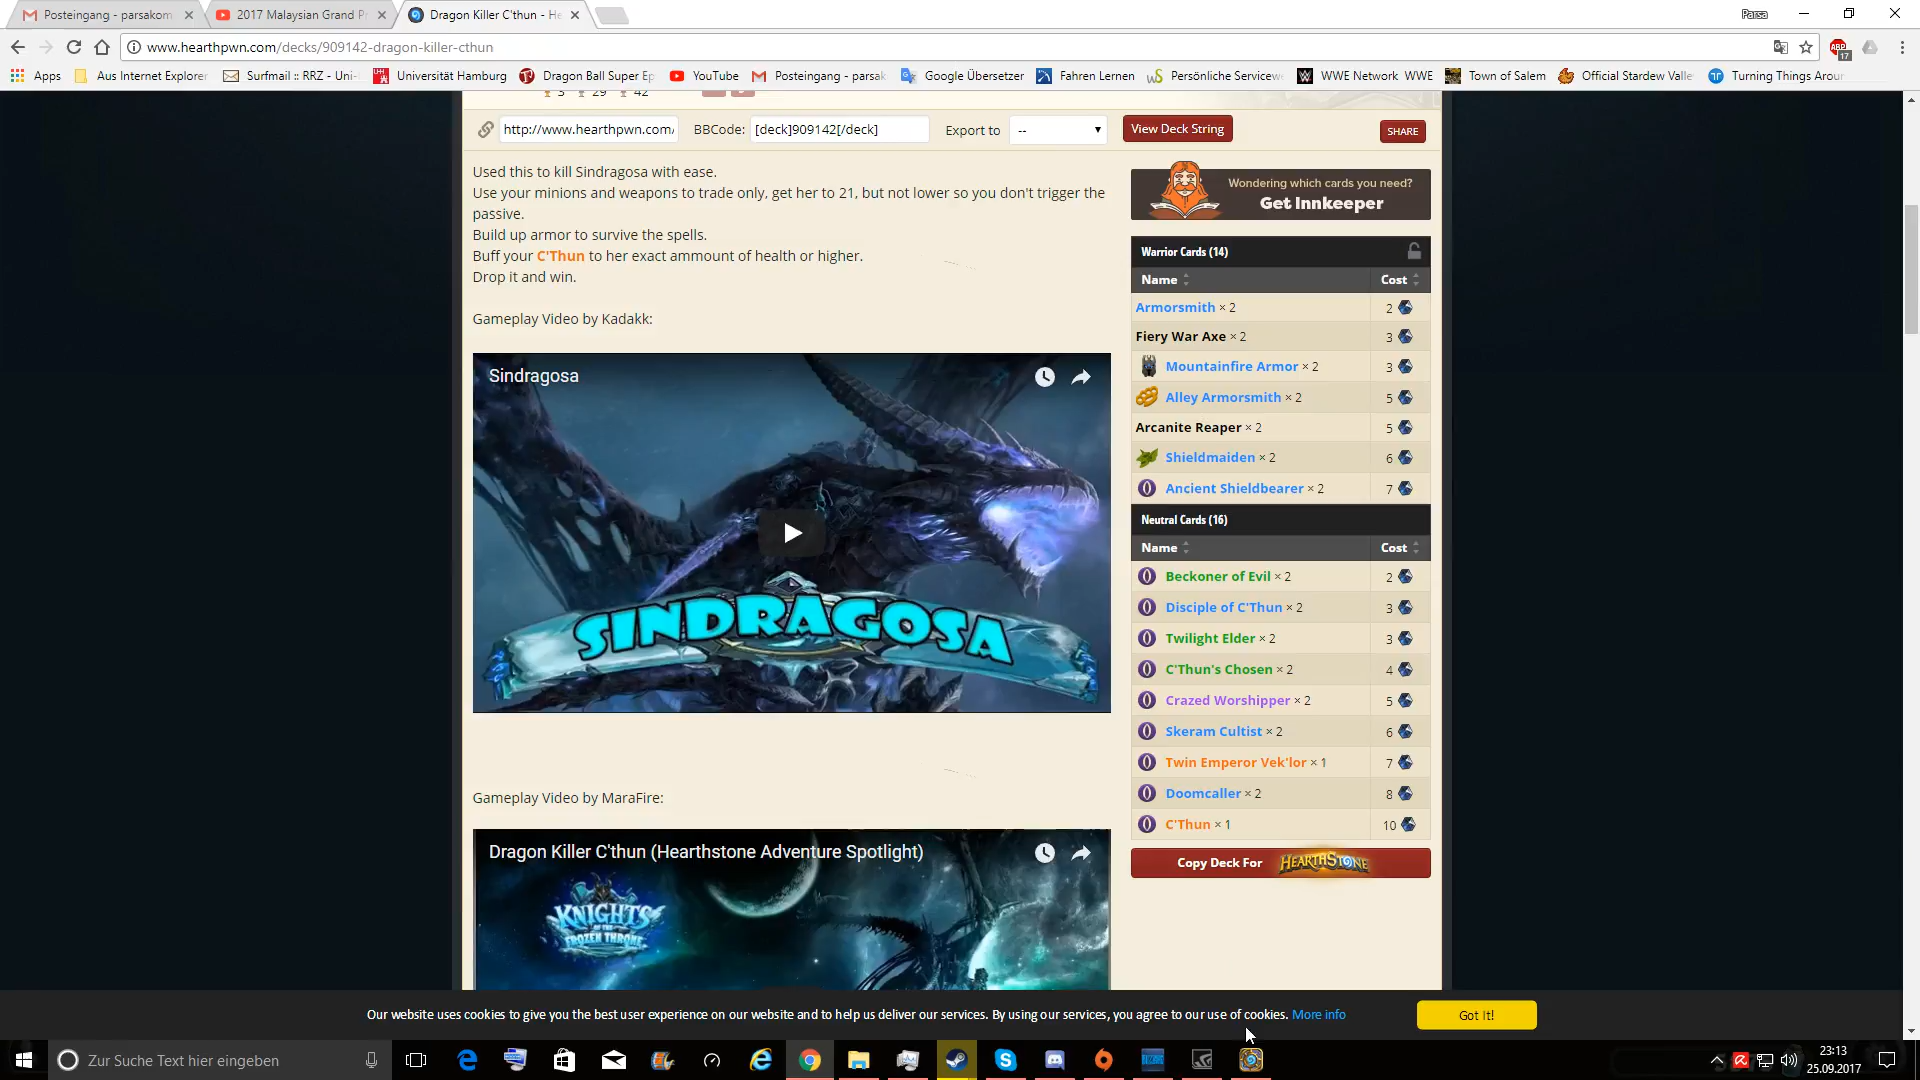 Posteingang - parsakom
2017 Malaysian Grand P
Dragon Killer C'thun - He
Parsa
www.hearthpwn.com/decks/909142-dragon-killer-cthun
ABP
17
Apps
Aus Internet Explorer
Surfmail :: RRZ - Uni-
Universität Hamburg
Dragon Ball Super Ep
YouTube
Posteingang - parsak
Google Übersetzer
Fahren Lernen
Persönliche Servicew
WWE Network WWE
Town of Salem
Official Stardew Valle
Turning Things Arour
3 29 42
http://www.hearthpwn.com/
BBCode:
[deck]909142[/deck]
Export to
--
View Deck String
SHARE
Used this to kill Sindragosa with ease.
Use your minions and weapons to trade only, get her to 21, but not lower so you don't trigger the
passive.
Build up armor to survive the spells.
Buff your C'Thun to her exact ammount of health or higher.
Drop it and win.
Gameplay Video by Kadakk:
Sindragosa
SINDRAGOSA
Gameplay Video by MaraFire:
Dragon Killer C'thun (Hearthstone Adventure Spotlight)
KNIGHTS
OF THE
FROZEN THRONE
Wondering which cards you need?
Get Innkeeper
Warrior Cards (14)
Name Cost
Armorsmith × 2 2
Fiery War Axe × 2 3
Mountainfire Armor × 2 3
Alley Armorsmith × 2 5
Arcanite Reaper × 2 5
Shieldmaiden × 2 6
Ancient Shieldbearer × 2 7
Neutral Cards (16)
Name Cost
Beckoner of Evil × 2 2
Disciple of C'Thun × 2 3
Twilight Elder × 2 3
C'Thun's Chosen × 2 4
Crazed Worshipper × 2 5
Skeram Cultist × 2 6
Twin Emperor Vek'lor × 1 7
Doomcaller × 2 8
C'Thun × 1 10
Copy Deck For HEARTHSTONE
Our website uses cookies to give you the best user experience on our website and to help us deliver our services. By using our services, you agree to our use of cookies. More info
Got it!
Zur Suche Text hier eingeben
23:13
25.09.2017